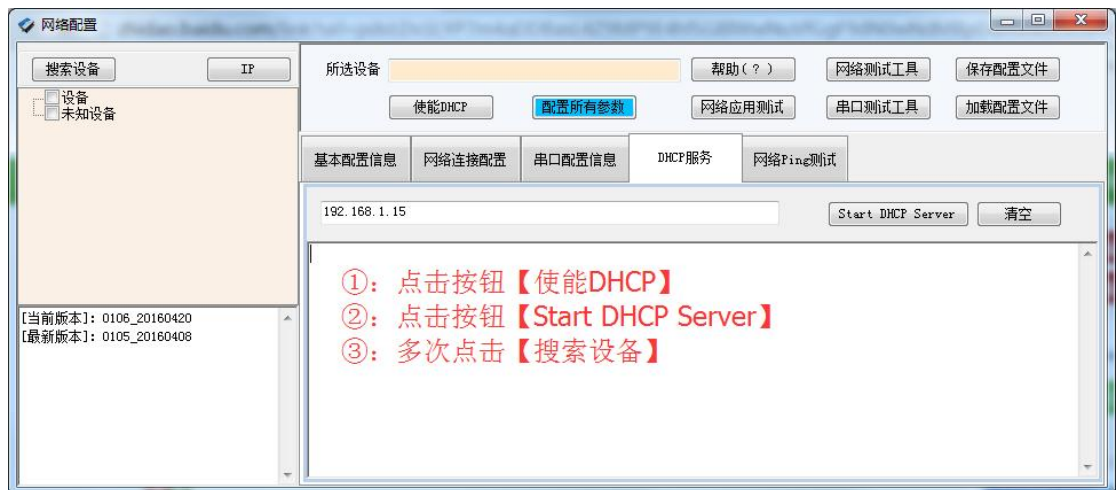 网络配置
搜索设备
IP
设备
未知设备
[当前版本]: 0106_20160420
[最新版本]: 0105_20160408
所选设备
帮助(?)
网络测试工具
保存配置文件
使能DHCP
配置所有参数
网络应用测试
串口测试工具
加载配置文件
基本配置信息
网络连接配置
串口配置信息
DHCP服务
网络Ping测试
192.168.1.15
Start DHCP Server
清空
①：点击按钮【使能DHCP】
②：点击按钮【Start DHCP Server】
③：多次点击【搜索设备】